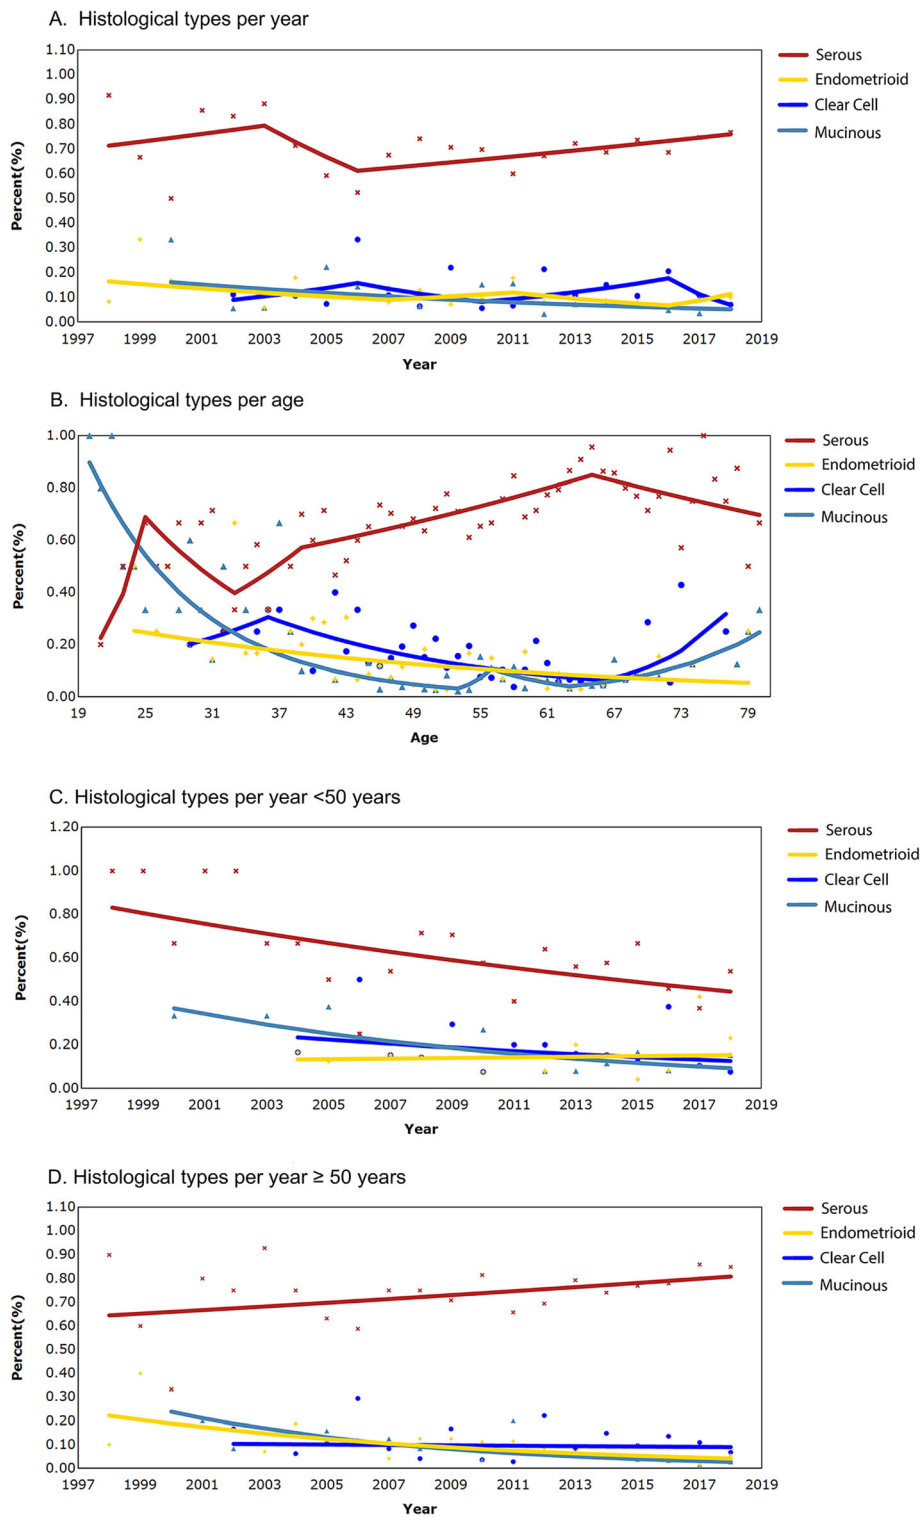 A. Histological types per year
1.10
1.00
0.90
0.80
0.70
0.60
0.50
0.40
0.30
0.20
0.10
0.00
Percent(%)
1997 1999 2001 2003 2005 2007 2009 2011 2013 2015 2017 2019
Year
Serous
Endometrioid
Clear Cell
Mucinous
B. Histological types per age
1.00
0.80
0.60
0.40
0.20
0.00
Percent(%)
19 25 31 37 43 49 55 61 67 73 79
Age
Serous
Endometrioid
Clear Cell
Mucinous
C. Histological types per year <50 years
1.20
1.00
0.80
0.60
0.40
0.20
0.00
Percent(%)
1997 1999 2001 2003 2005 2007 2009 2011 2013 2015 2017 2019
Year
Serous
Endometrioid
Clear Cell
Mucinous
D. Histological types per year ≥ 50 years
1.10
1.00
0.90
0.80
0.70
0.60
0.50
0.40
0.30
0.20
0.10
0.00
Percent(%)
1997 1999 2001 2003 2005 2007 2009 2011 2013 2015 2017 2019
Year
Serous
Endometrioid
Clear Cell
Mucinous